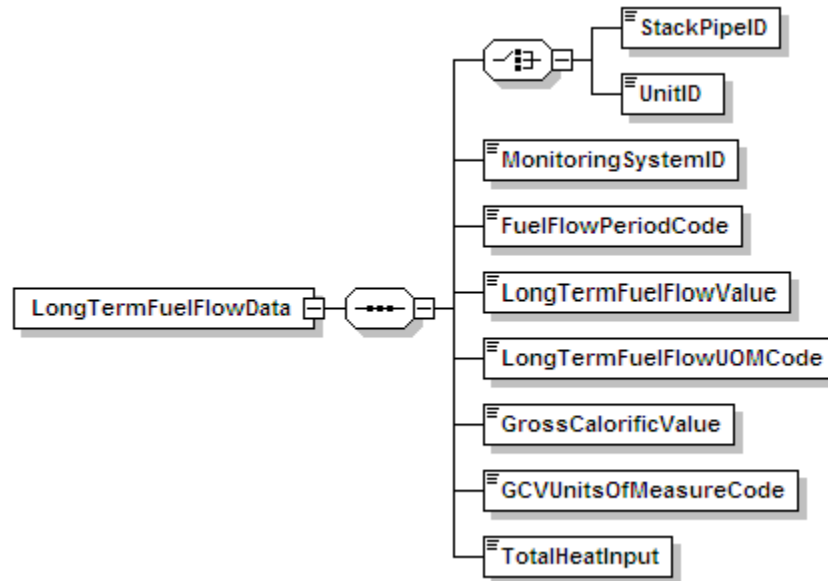 StackPipeID
UnitID
MonitoringSystemID
FuelFlowPeriodCode
LongTermFuelFlowData
LongTermFuelFlowValue
LongTermFuelFlowUOMCode
GrossCalorificValue
GCVUnitsOfMeasureCode
TotalHeatInput